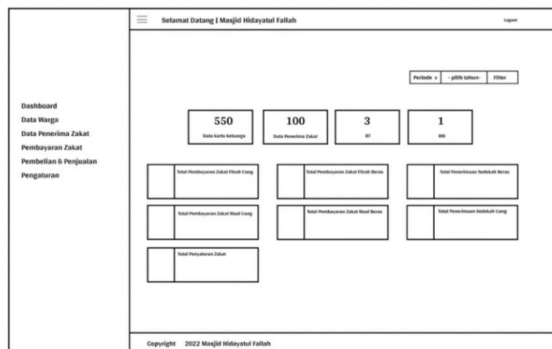 Selamat Datang | Masjid Hidayatul Fallah
Logout
Periode v - pilih tahun- Filter
Dashboard
Data Warga
Data Penerima Zakat
Pembayaran Zakat
Pembelian & Penjualan
Pengaturan
550 100 3 1
Data Kartu Keluarga Data Penerima Zakat RT RW
Total Pembayaran Zakat Fitrah Uang Total Pembayaran Zakat Fitrah Beras Total Penerimaan Sedekah Beras
Total Pembayaran Zakat Maal Uang Total Pembayaran Zakat Maal Beras Total Penerimaan Sedekah Uang
Total Penyaluran Zakat
Copyright 2022 Masjid Hidayatul Fallah